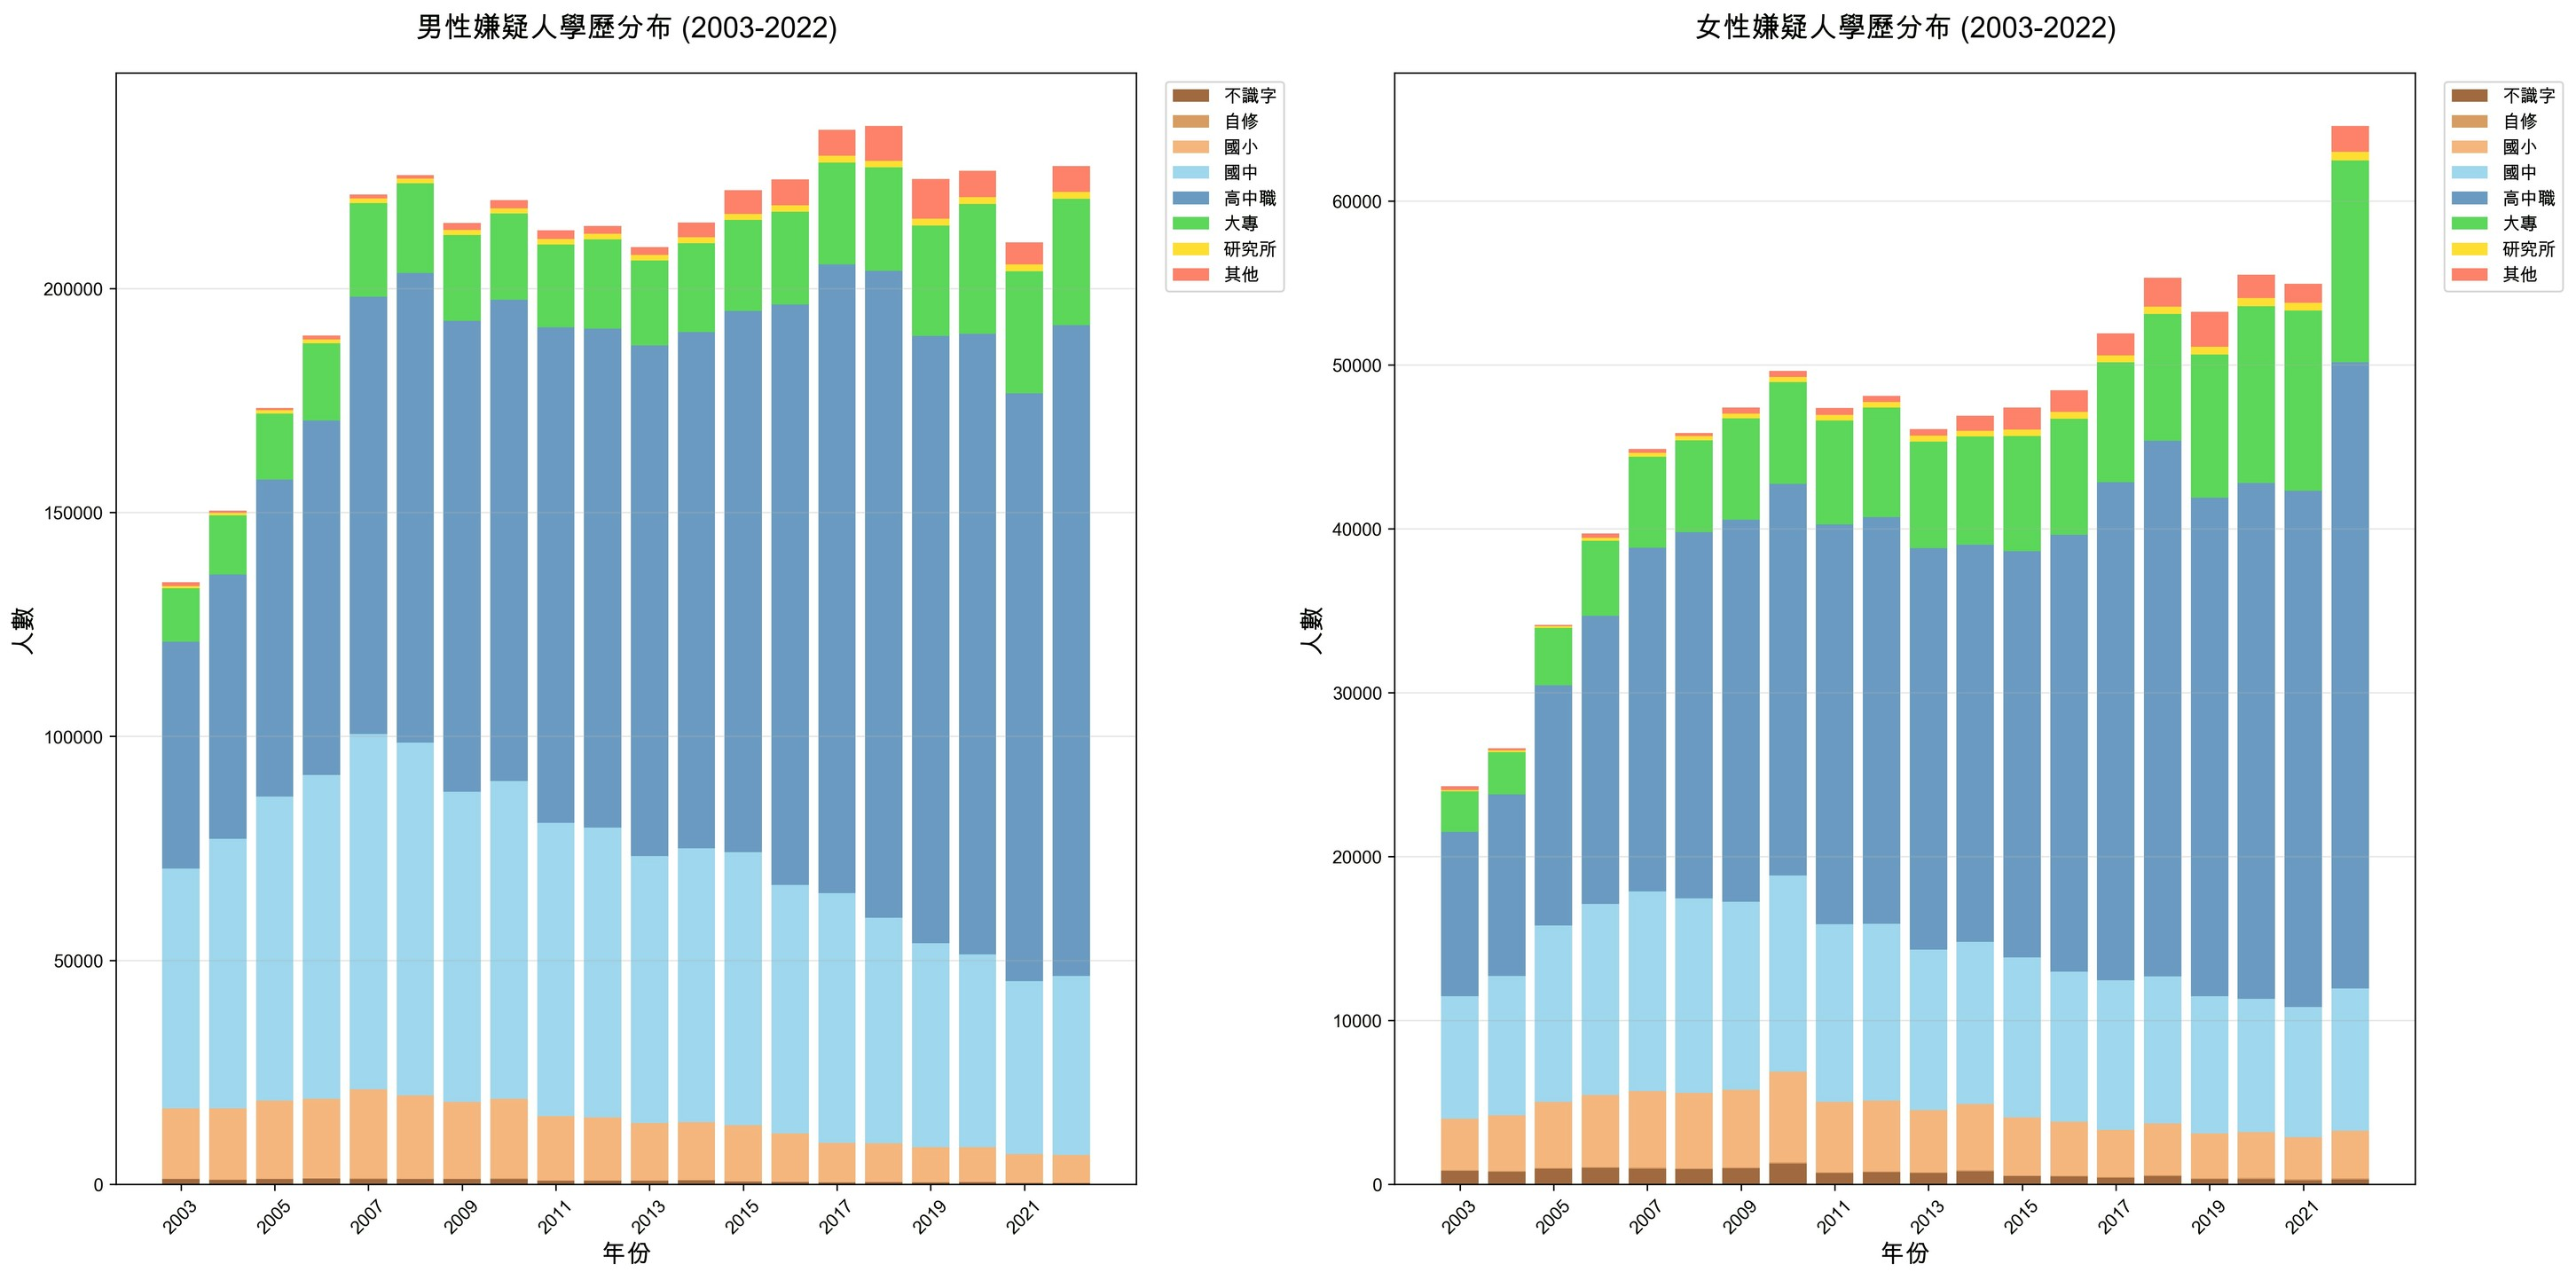 男性嫌疑人學歷分布 (2003-2022)
人數
200000
150000
100000
50000
0
2003
2005
2007
2009
2011
2013
2015
2017
2019
2021
年份
不識字
自修
國小
國中
高中職
大專
研究所
其他
女性嫌疑人學歷分布 (2003-2022)
人數
60000
50000
40000
30000
20000
10000
0
2003
2005
2007
2009
2011
2013
2015
2017
2019
2021
年份
不識字
自修
國小
國中
高中職
大專
研究所
其他